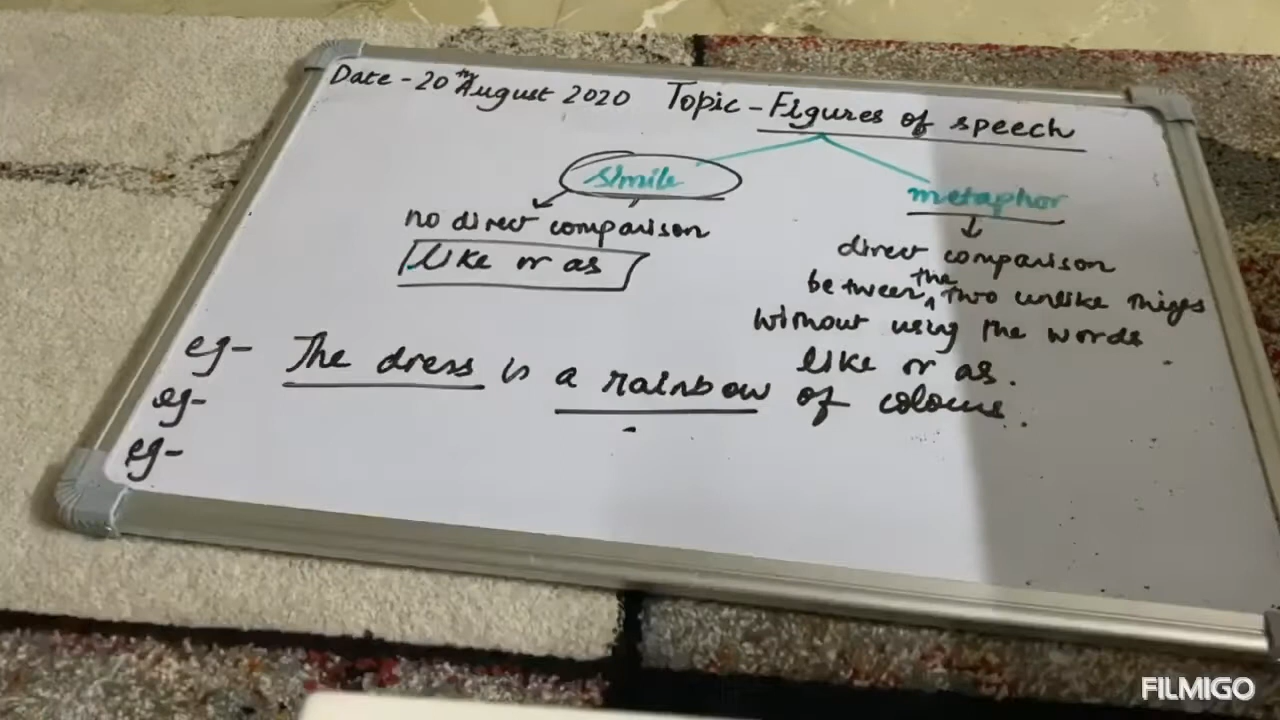 Date - 20th August 2020 Topic - Figures of speech
simile
metaphor
no direct comparison
like or as
direct comparison
between the two unlike things
without using the words
like or as.
eg- The dress is a rainbow of colours.
eg-
eg-
FILMIGO